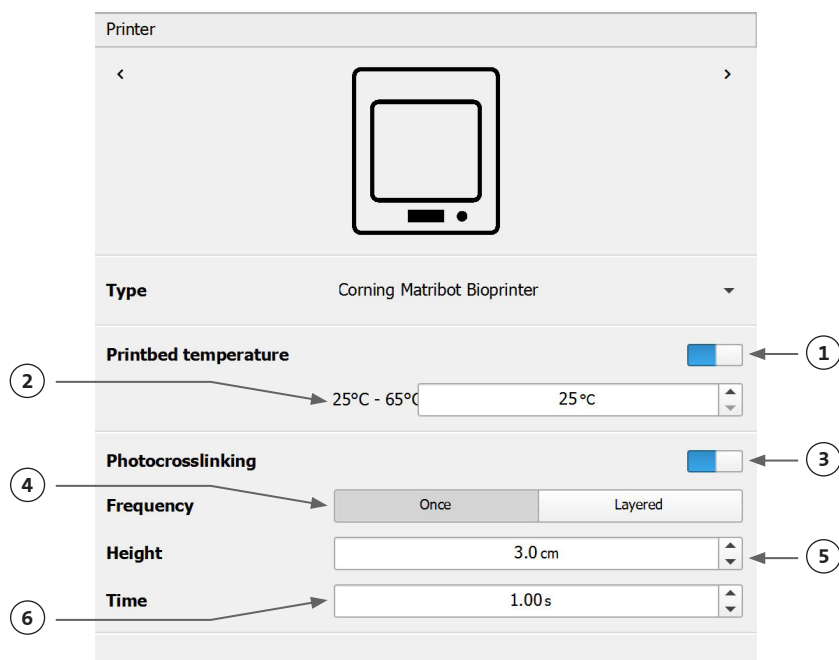 Printer
< >
Type Corning Matribot Bioprinter
Printbed temperature 1
2 25°C - 65°C 25 °C
Photocrosslinking 3
4 Frequency Once Layered
Height 3.0 cm 5
6 Time 1.00 s